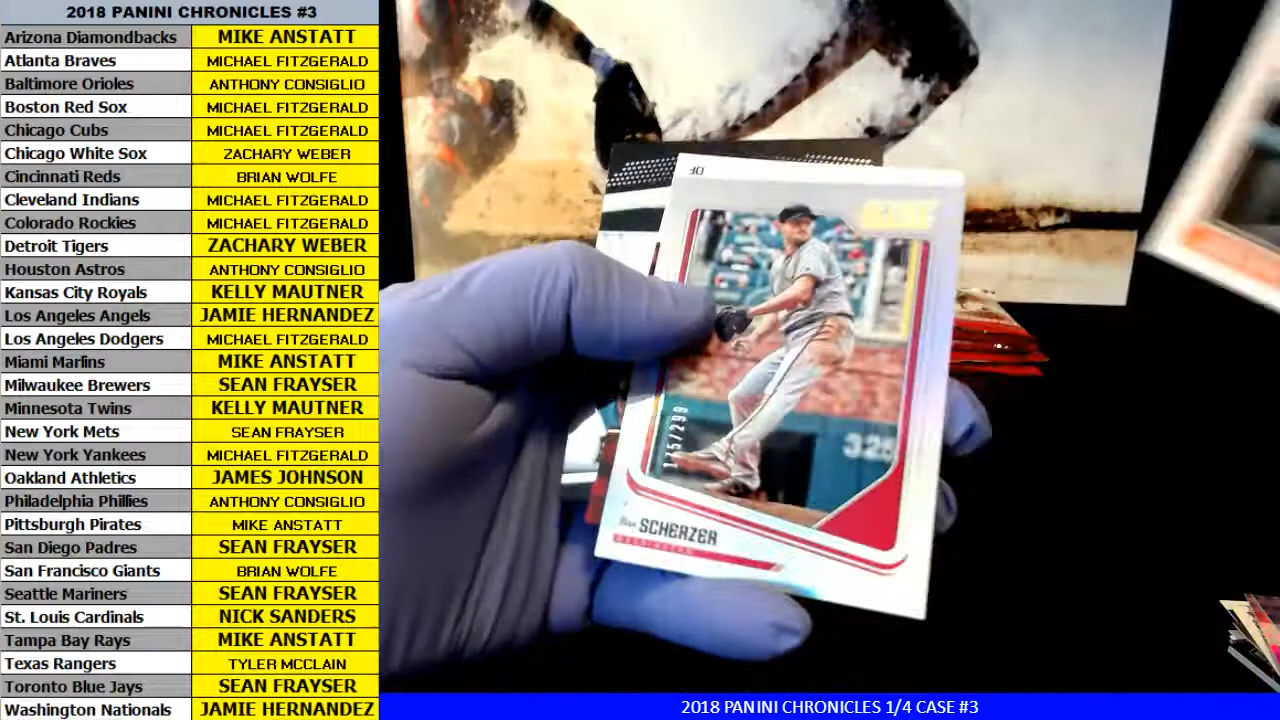 2018 PANINI CHRONICLES #3
Arizona Diamondbacks MIKE ANSTATT
Atlanta Braves MICHAEL FITZGERALD
Baltimore Orioles ANTHONY CONSIGLIO
Boston Red Sox MICHAEL FITZGERALD
Chicago Cubs MICHAEL FITZGERALD
Chicago White Sox ZACHARY WEBER
Cincinnati Reds BRIAN WOLFE
Cleveland Indians MICHAEL FITZGERALD
Colorado Rockies MICHAEL FITZGERALD
Detroit Tigers ZACHARY WEBER
Houston Astros ANTHONY CONSIGLIO
Kansas City Royals KELLY MAUTNER
Los Angeles Angels JAMIE HERNANDEZ
Los Angeles Dodgers MICHAEL FITZGERALD
Miami Marlins MIKE ANSTATT
Milwaukee Brewers SEAN FRAYSER
Minnesota Twins KELLY MAUTNER
New York Mets SEAN FRAYSER
New York Yankees MICHAEL FITZGERALD
Oakland Athletics JAMES JOHNSON
Philadelphia Phillies ANTHONY CONSIGLIO
Pittsburgh Pirates MIKE ANSTATT
San Diego Padres SEAN FRAYSER
San Francisco Giants BRIAN WOLFE
Seattle Mariners SEAN FRAYSER
St. Louis Cardinals NICK SANDERS
Tampa Bay Rays MIKE ANSTATT
Texas Rangers TYLER MCCLAIN
Toronto Blue Jays SEAN FRAYSER
Washington Nationals JAMIE HERNANDEZ
OF
SCORE
325
175/299
Max SCHERZER
WASHINGTON
2018 PANINI CHRONICLES 1/4 CASE #3